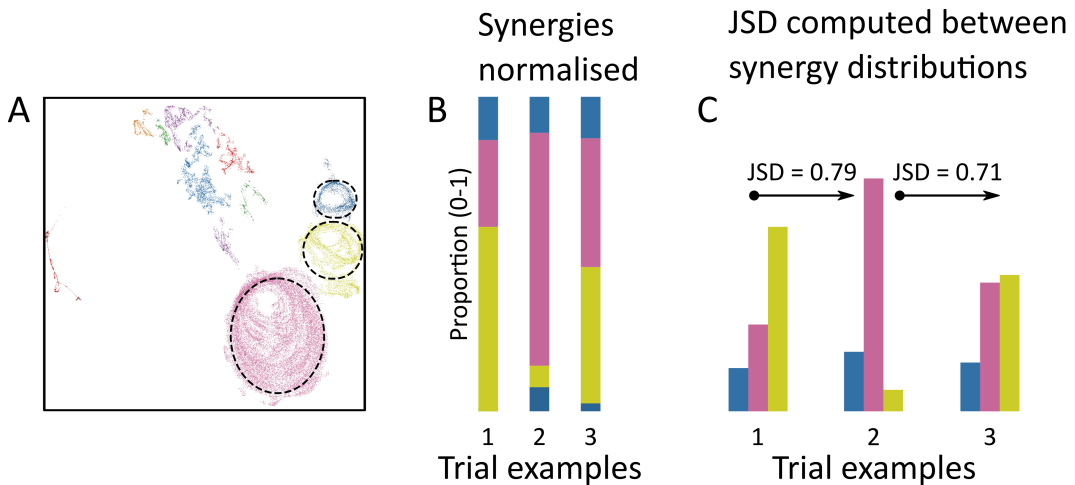 Synergies
normalised
JSD computed between
synergy distributions
A
B
C
Proportion (0-1)
JSD = 0.79
JSD = 0.71
1
2
3
Trial examples
1
2
3
Trial examples